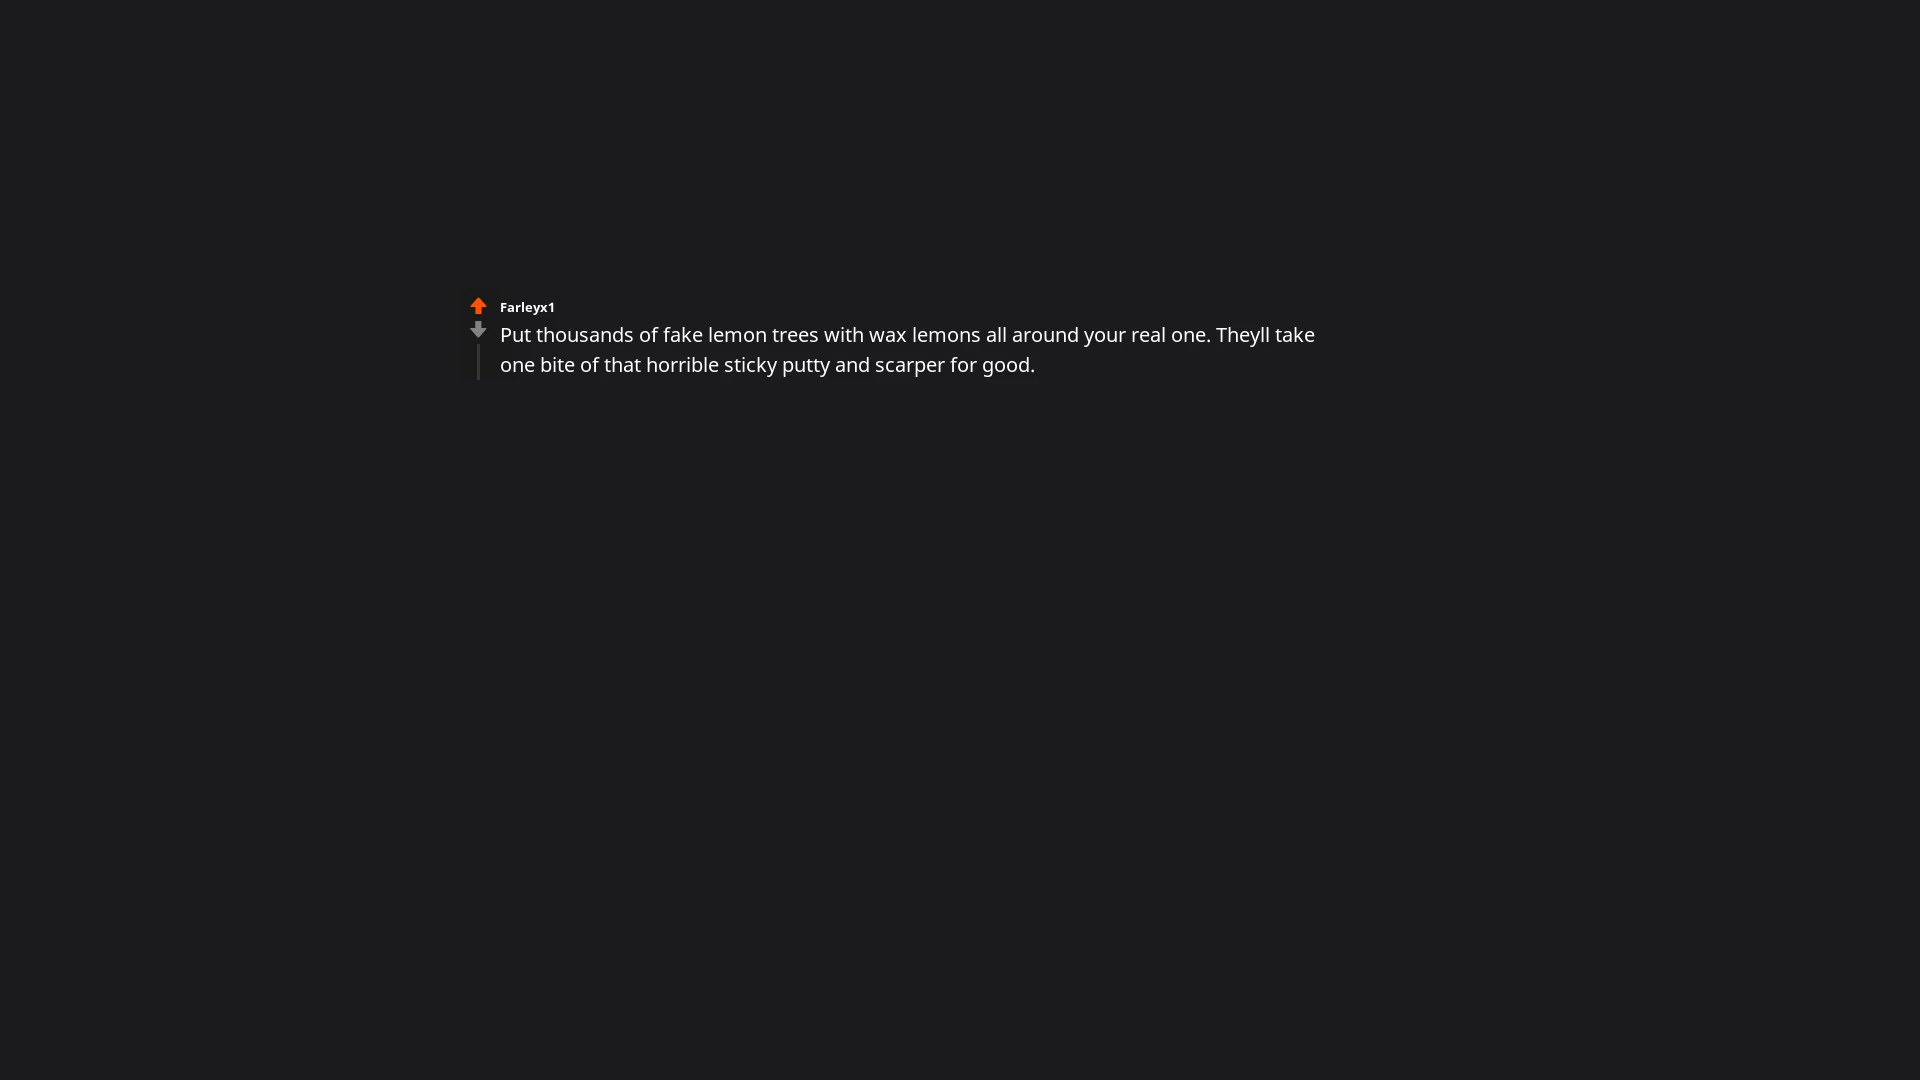 Farleyx1
Put thousands of fake lemon trees with wax lemons all around your real one. Theyll take
one bite of that horrible sticky putty and scarper for good.